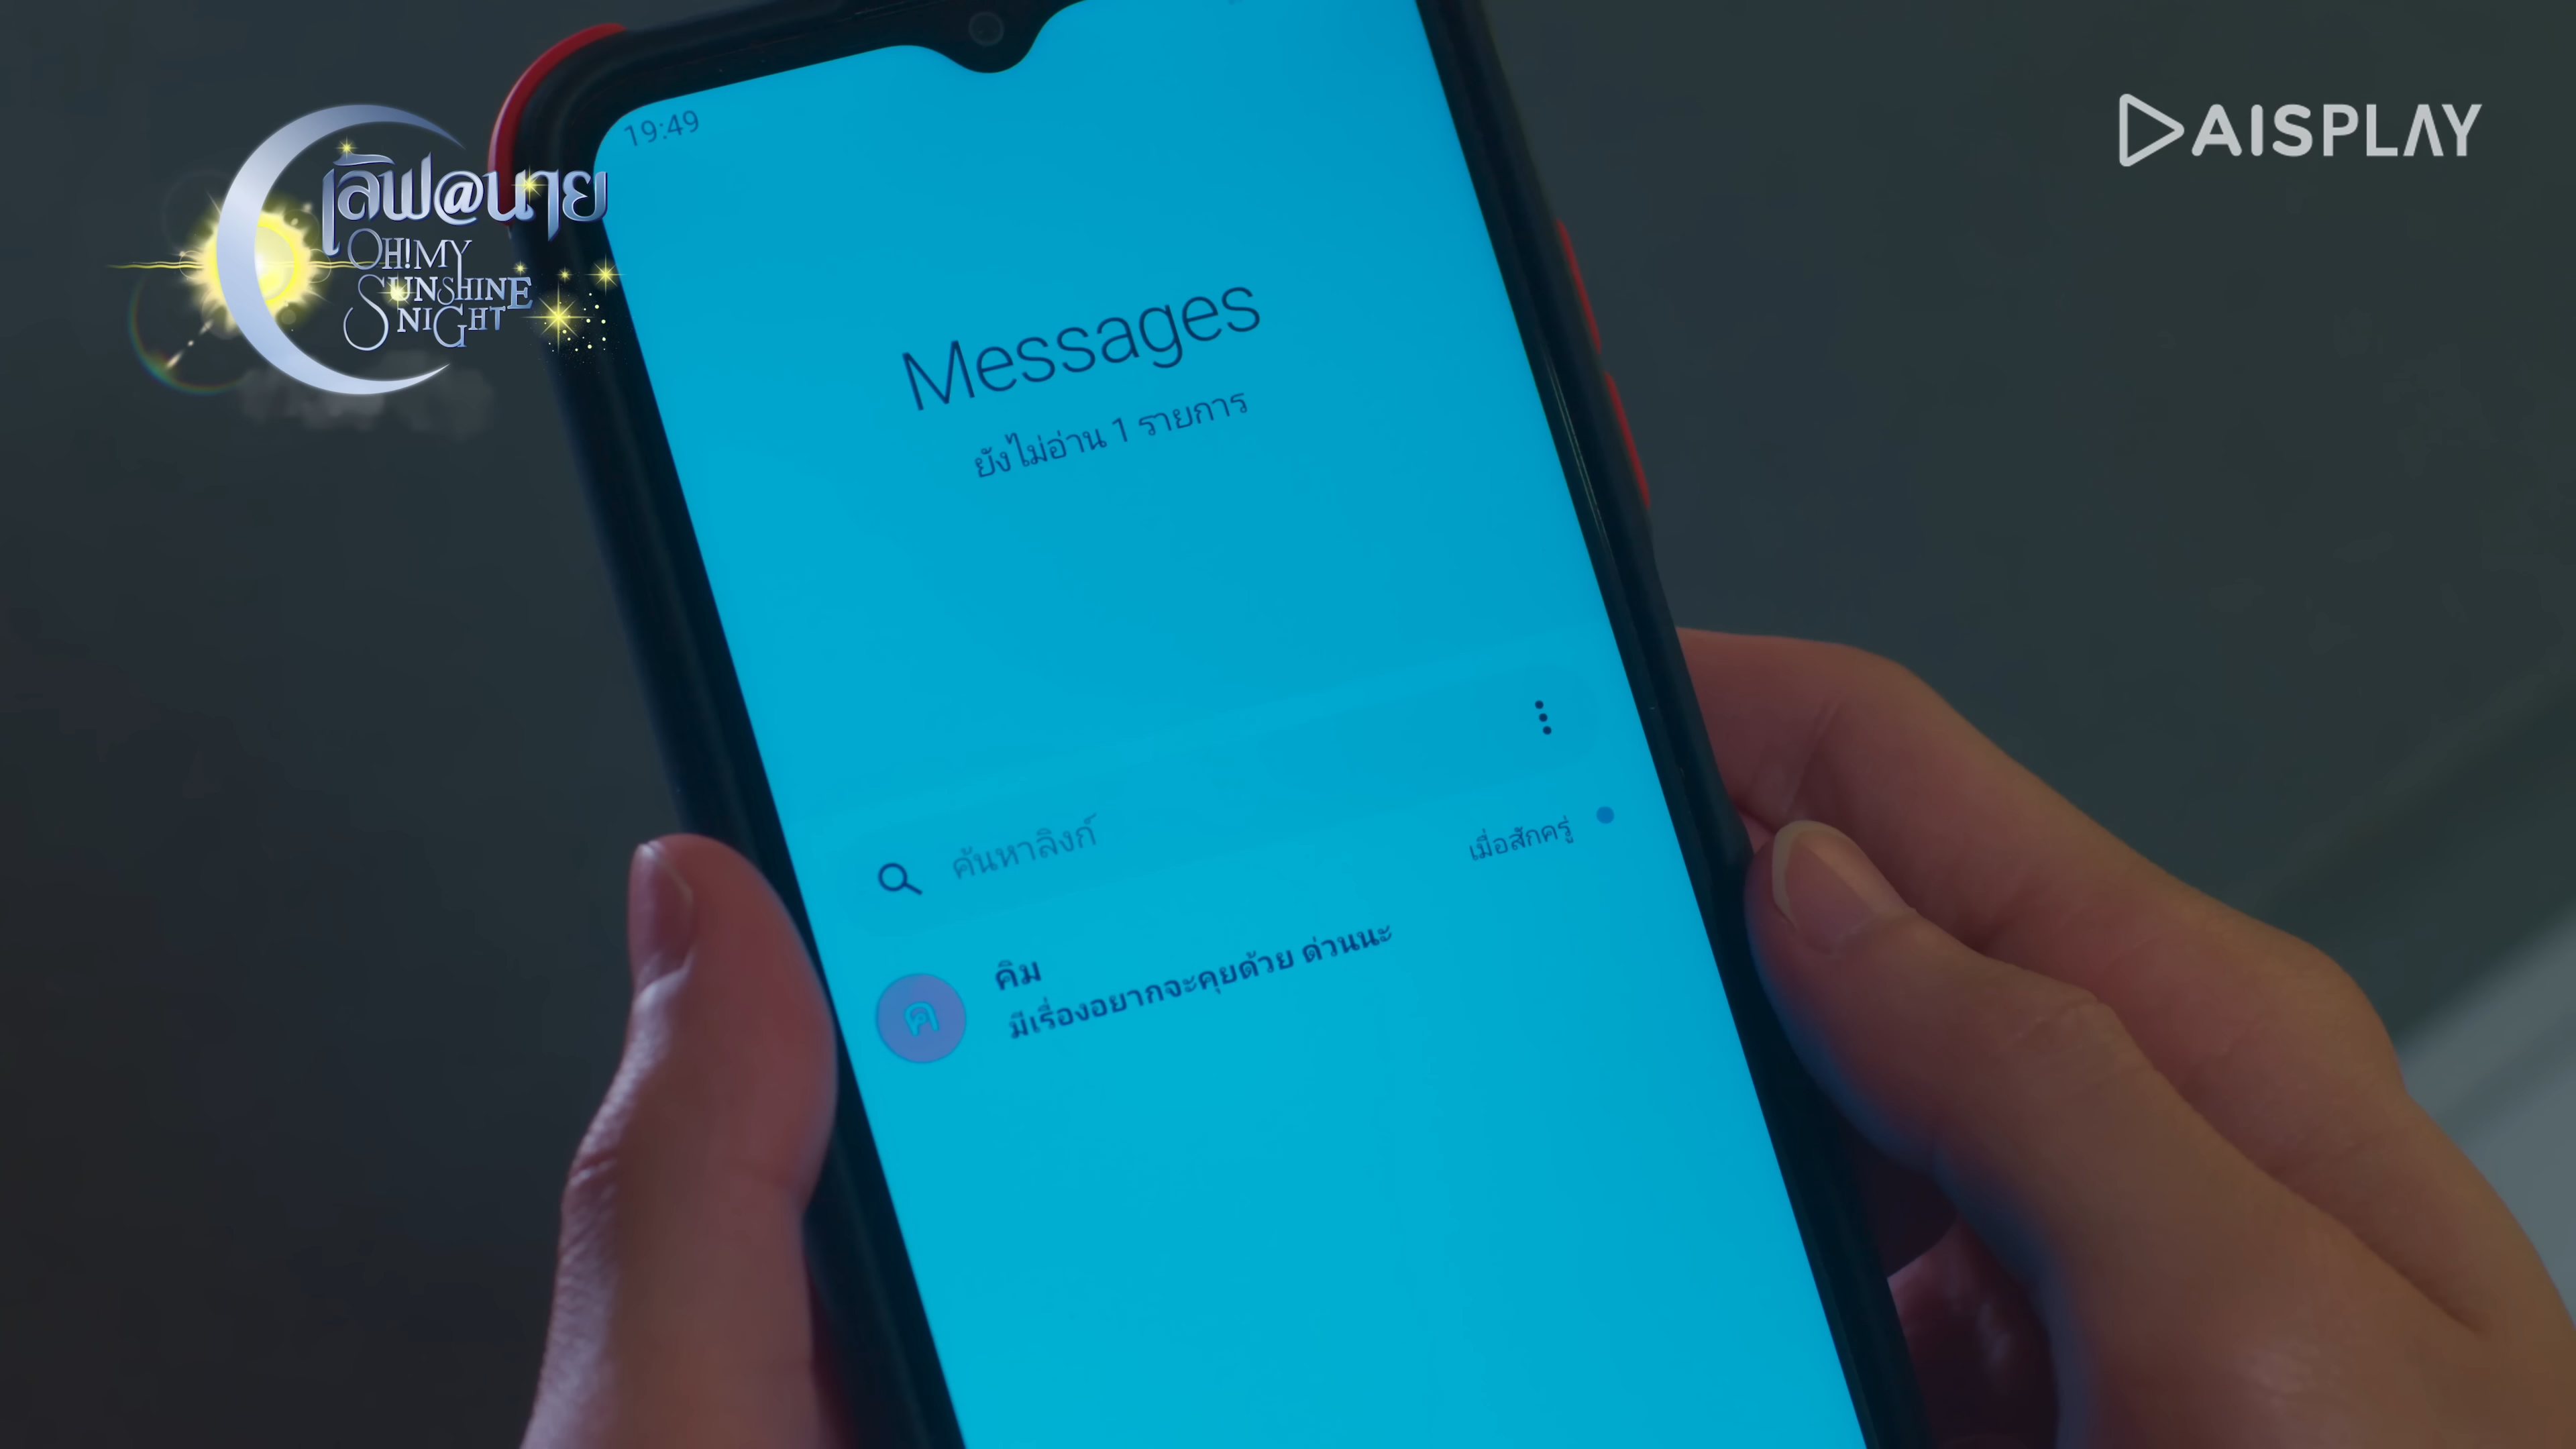 19:49
เลิฟ@นาย
OH! MY
SUNSHINE
NIGHT
AISPLAY
Messages
ยังไม่อ่าน 1 รายการ
ค้นหาลิงก์
เมื่อสักครู่
ค
คิม
มีเรื่องอยากจะคุยด้วย ด่วนนะ